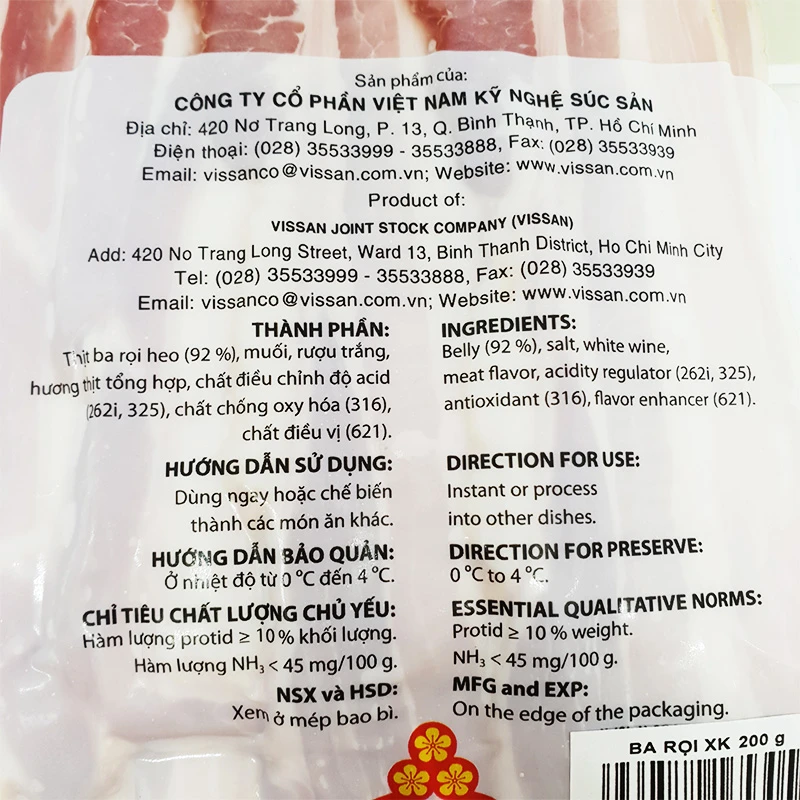 Sản phẩm của:
CÔNG TY CỔ PHẦN VIỆT NAM KỸ NGHỆ SÚC SẢN
Địa chỉ: 420 Nơ Trang Long, P. 13, Q. Bình Thạnh, TP. Hồ Chí Minh
Điện thoại: (028) 35533999 - 35533888, Fax: (028) 35533939
Email: vissanco@vissan.com.vn; Website: www.vissan.com.vn
Product of:
VISSAN JOINT STOCK COMPANY (VISSAN)
Add: 420 No Trang Long Street, Ward 13, Binh Thanh District, Ho Chi Minh City
Tel: (028) 35533999 - 35533888, Fax: (028) 35533939
Email: vissanco@vissan.com.vn; Website: www.vissan.com.vn
THÀNH PHẦN:
Thịt ba rọi heo (92 %), muối, rượu trắng,
hương thịt tổng hợp, chất điều chỉnh độ acid
(262i, 325), chất chống oxy hóa (316),
chất điều vị (621).
HƯỚNG DẪN SỬ DỤNG:
Dùng ngay hoặc chế biến
thành các món ăn khác.
HƯỚNG DẪN BẢO QUẢN:
Ở nhiệt độ từ 0 °C đến 4 °C.
CHỈ TIÊU CHẤT LƯỢNG CHỦ YẾU:
Hàm lượng protid ≥ 10 % khối lượng.
Hàm lượng NH₃ < 45 mg/100 g.
NSX và HSD:
Xem ở mép bao bì.
INGREDIENTS:
Belly (92 %), salt, white wine,
meat flavor, acidity regulator (262i, 325),
antioxidant (316), flavor enhancer (621).
DIRECTION FOR USE:
Instant or process
into other dishes.
DIRECTION FOR PRESERVE:
0 °C to 4 °C.
ESSENTIAL QUALITATIVE NORMS:
Protid ≥ 10 % weight.
NH₃ < 45 mg/100 g.
MFG and EXP:
On the edge of the packaging.
BA RỌI XK 200 g